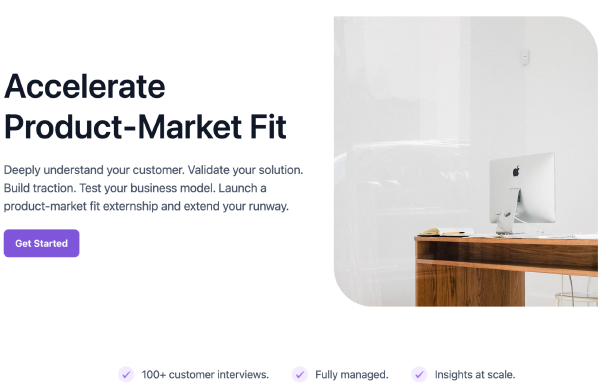 Accelerate
Product-Market Fit
Deeply understand your customer. Validate your solution.
Build traction. Test your business model. Launch a
product-market fit externship and extend your runway.
Get Started
100+ customer interviews.
Fully managed.
Insights at scale.